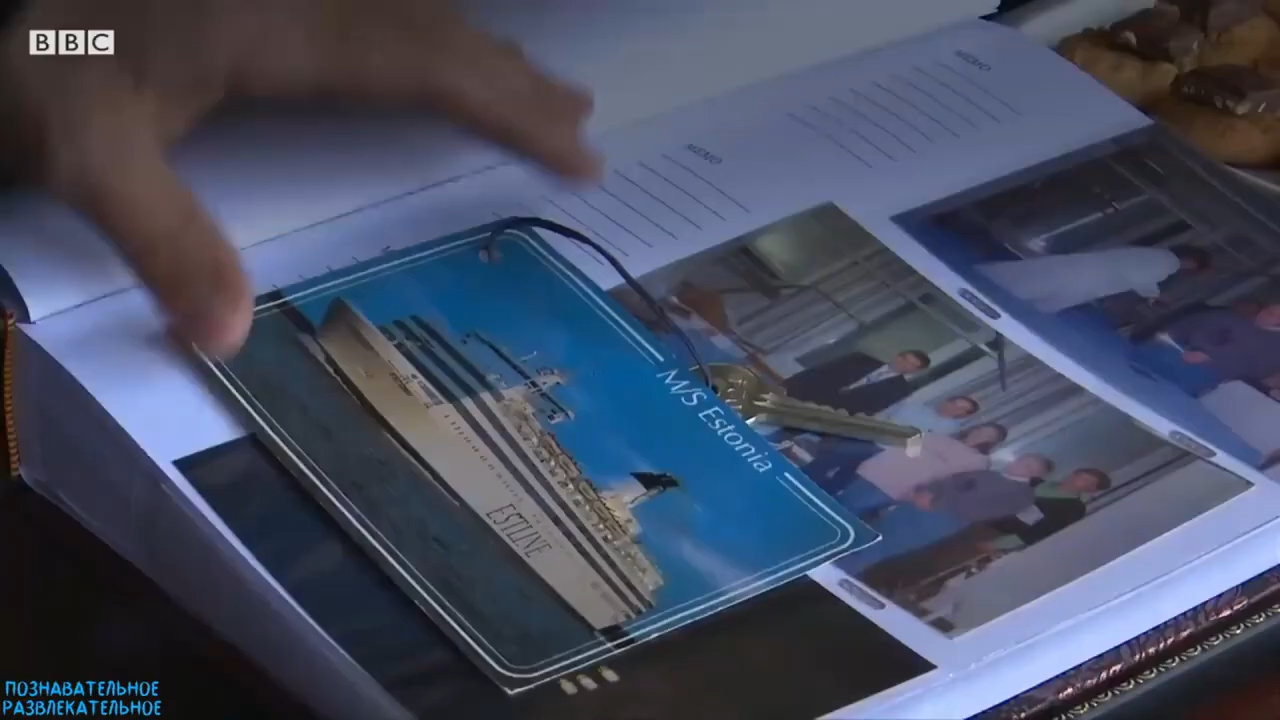 BBC
MEMO
MEMO
M/S Estonia
ESTLINE
ПОЗНАВАТЕЛЬНОЕ
РАЗВЛЕКАТЕЛЬНОЕ